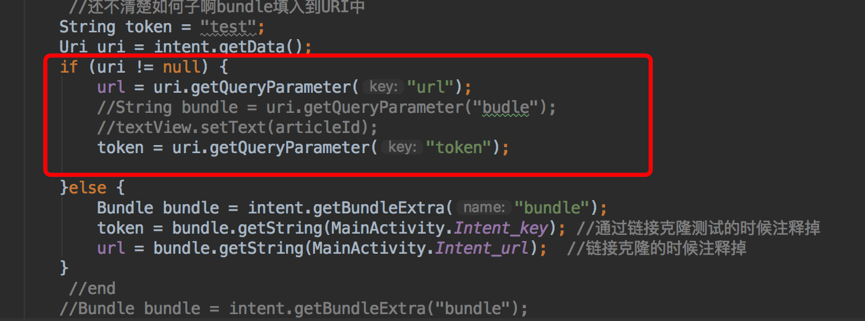 //还不清楚如何子啊bundle填入到URI中
String token = "test";
Uri uri = intent.getData();
if (uri != null) {
url = uri.getQueryParameter( key: "url");
//String bundle = uri.getQueryParameter("budle");
//textView.setText(articleId);
token = uri.getQueryParameter( key: "token");
}else {
Bundle bundle = intent.getBundleExtra( name: "bundle");
token = bundle.getString(MainActivity.Intent_key); //通过链接克隆测试的时候注释掉
url = bundle.getString(MainActivity.Intent_url); //链接克隆的时候注释掉
}
//end
//Bundle bundle = intent.getBundleExtra("bundle");